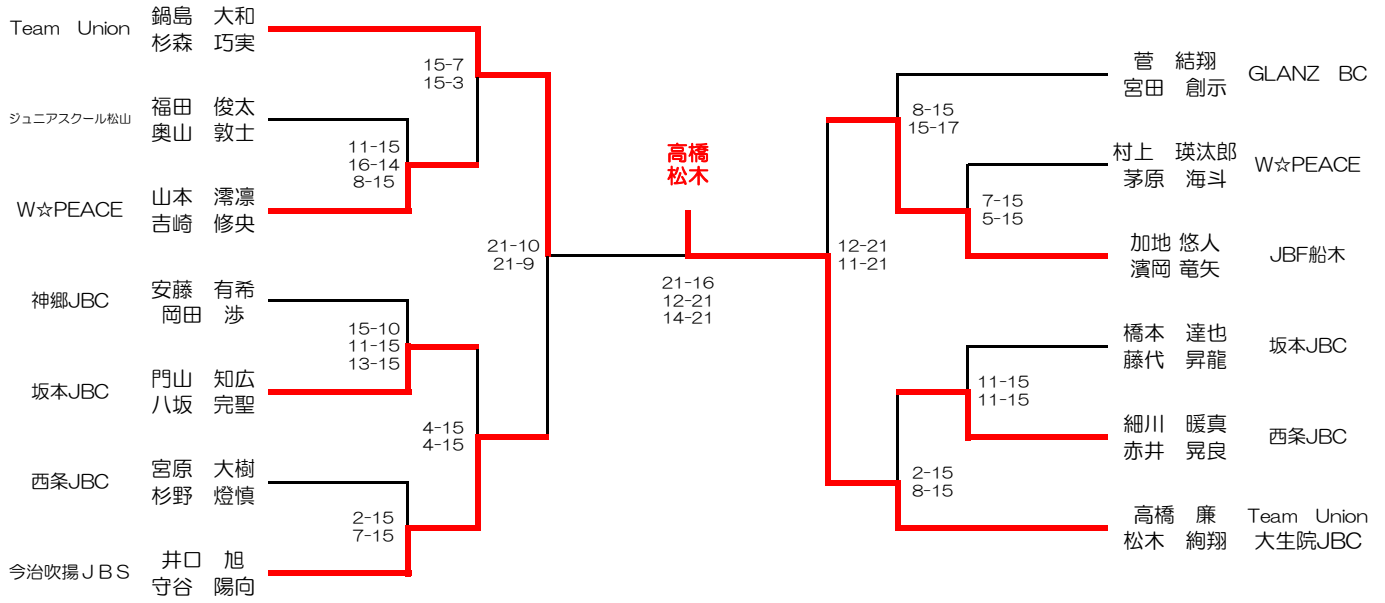 Team Union
鍋島 大和
杉森 巧実
15-7
15-3
ジュニアスクール松山
福田 俊太
奥山 敦士
11-15
16-14
8-15
W☆PEACE
山本 澪凛
吉崎 修央
21-10
21-9
神郷JBC
安藤 有希
岡田 渉
15-10
11-15
13-15
坂本JBC
門山 知広
八坂 完聖
4-15
4-15
西条JBC
宮原 大樹
杉野 燈慎
2-15
7-15
今治吹揚JBS
井口 旭
守谷 陽向
高橋
松木
21-16
12-21
14-21
菅 結翔
宮田 創示
GLANZ BC
8-15
15-17
村上 瑛汰郎
茅原 海斗
W☆PEACE
7-15
5-15
加地 悠人
濱岡 竜矢
JBF船木
12-21
11-21
橋本 達也
藤代 昇龍
坂本JBC
11-15
11-15
細川 暖真
赤井 晃良
西条JBC
2-15
8-15
高橋 廉
松木 絢翔
Team Union
大生院JBC